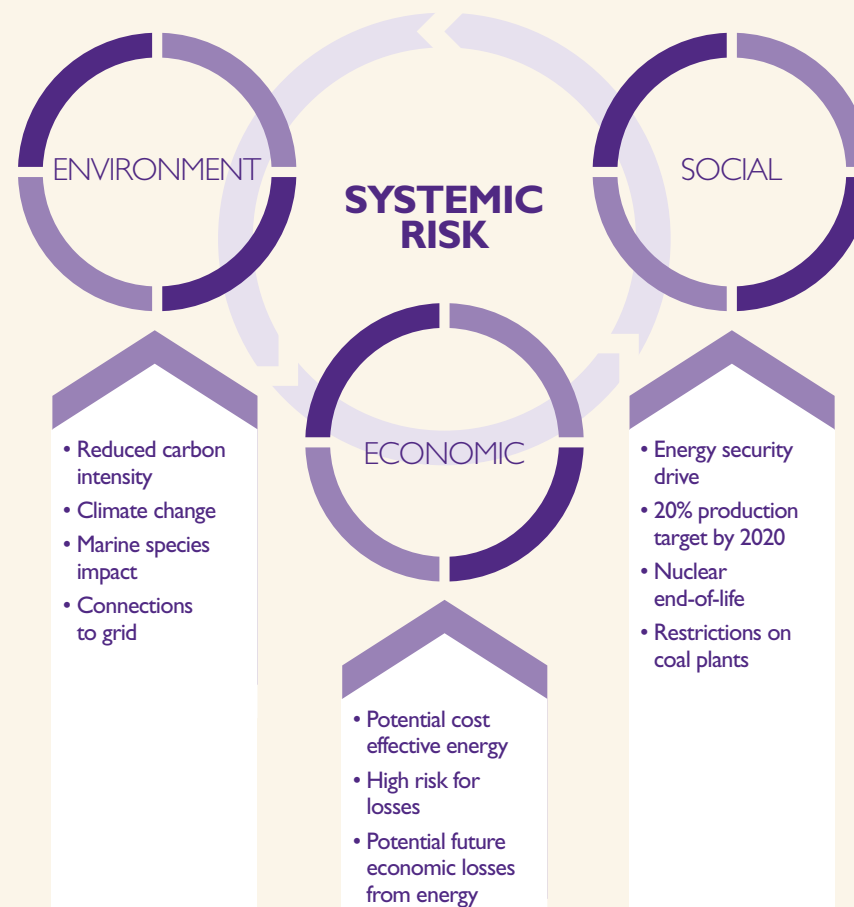 ENVIRONMENT
SYSTEMIC
RISK
SOCIAL
ECONOMIC
• Reduced carbon
intensity
• Climate change
• Marine species
impact
• Connections
to grid
• Potential cost
effective energy
• High risk for
losses
• Potential future
economic losses
from energy
• Energy security
drive
• 20% production
target by 2020
• Nuclear
end-of-life
• Restrictions on
coal plants